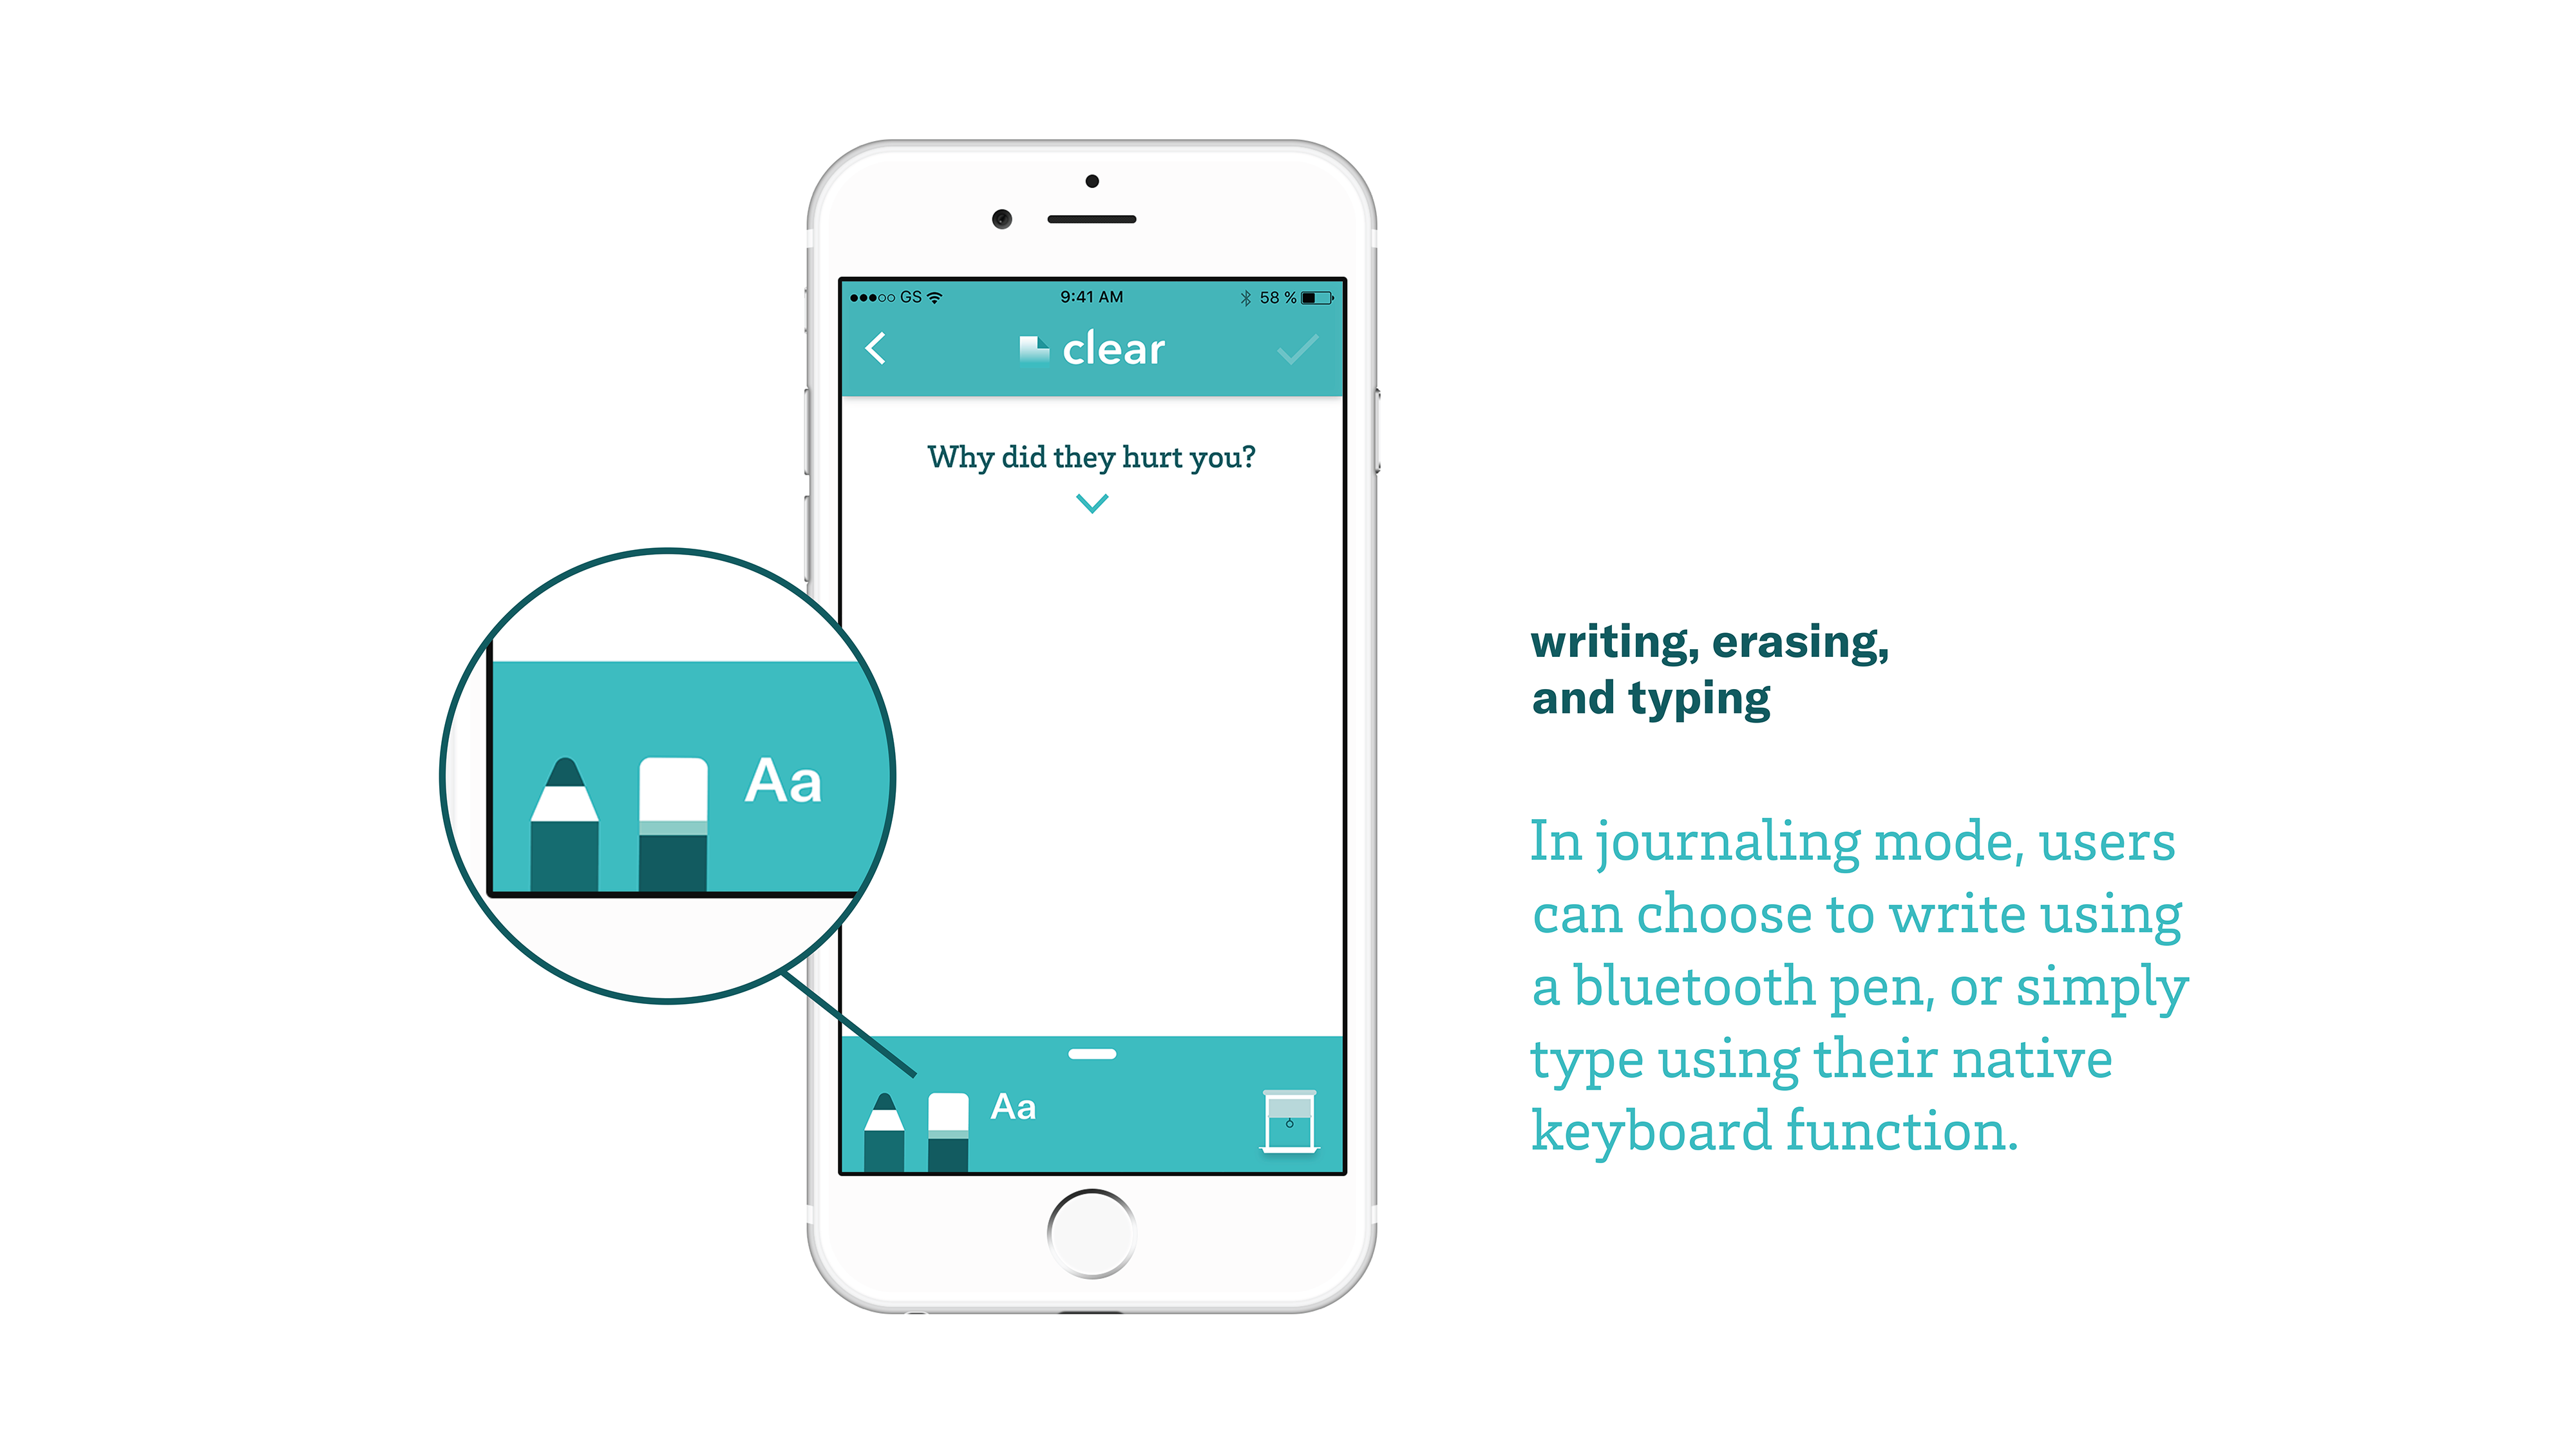 GS 9:41 AM 58 %
clear
Why did they hurt you?
Aa
Aa
writing, erasing,
and typing
In journaling mode, users
can choose to write using
a bluetooth pen, or simply
type using their native
keyboard function.